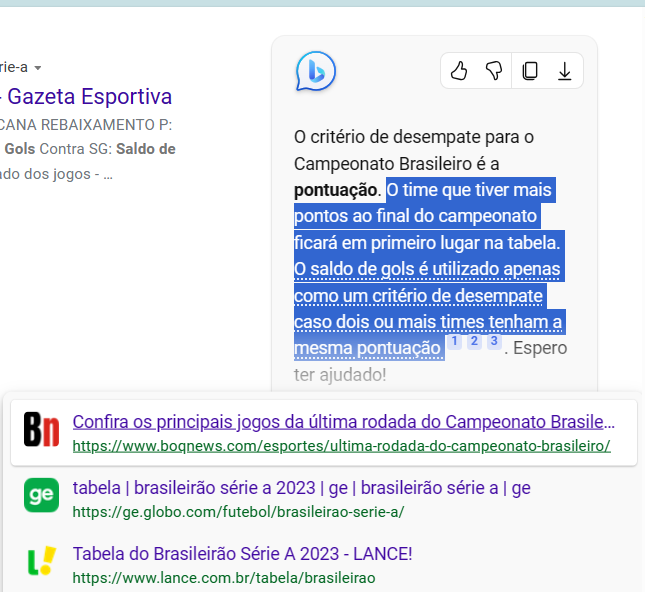 rie-a
- Gazeta Esportiva
CANA REBAIXAMENTO P:
Gols Contra SG: Saldo de
ado dos jogos - ...
O critério de desempate para o
Campeonato Brasileiro é a
pontuação. O time que tiver mais
pontos ao final do campeonato
ficará em primeiro lugar na tabela.
O saldo de gols é utilizado apenas
como um critério de desempate
caso dois ou mais times tenham a
mesma pontuação 1 2 3 . Espero
ter ajudado!
Bn
Confira os principais jogos da última rodada do Campeonato Brasile...
https://www.boqnews.com/esportes/ultima-rodada-do-campeonato-brasileiro/
ge
tabela | brasileirão série a 2023 | ge | brasileirão série a | ge
https://ge.globo.com/futebol/brasileirao-serie-a/
L!
Tabela do Brasileirão Série A 2023 - LANCE!
https://www.lance.com.br/tabela/brasileirao